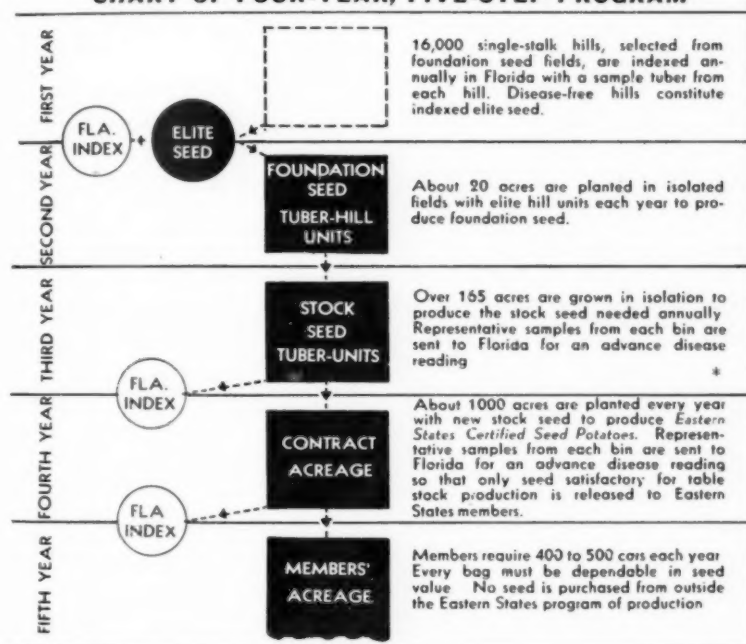 CHART OF FOUR-YEAR, FIVE-STEP PROGRAM
FIRST YEAR
16,000 single-stalk hills, selected from
foundation seed fields, are indexed an-
nually in Florida with a sample tuber from
each hill. Disease-free hills constitute
indexed elite seed.
FLA.
INDEX
ELITE
SEED
SECOND YEAR
FOUNDATION
SEED
TUBER-HILL
UNITS
About 20 acres are planted in isolated
fields with elite hill units each year to pro-
duce foundation seed.
THIRD YEAR
STOCK
SEED
TUBER-UNITS
Over 165 acres are grown in isolation to
produce the stock seed needed annually
Representative samples from each bin are
sent to Florida for an advance disease
reading *
FLA.
INDEX
FOURTH YEAR
CONTRACT
ACREAGE
About 1000 acres are planted every year
with new stock seed to produce Eastern
States Certified Seed Potatoes. Represen-
tative samples from each bin are sent to
Florida for an advance disease reading
so that only seed satisfactory for table
stock production is released to Eastern
States members.
FLA
INDEX
FIFTH YEAR
MEMBERS'
ACREAGE
Members require 400 to 500 cars each year
Every bag must be dependable in seed
value No seed is purchased from outside
the Eastern States program of production